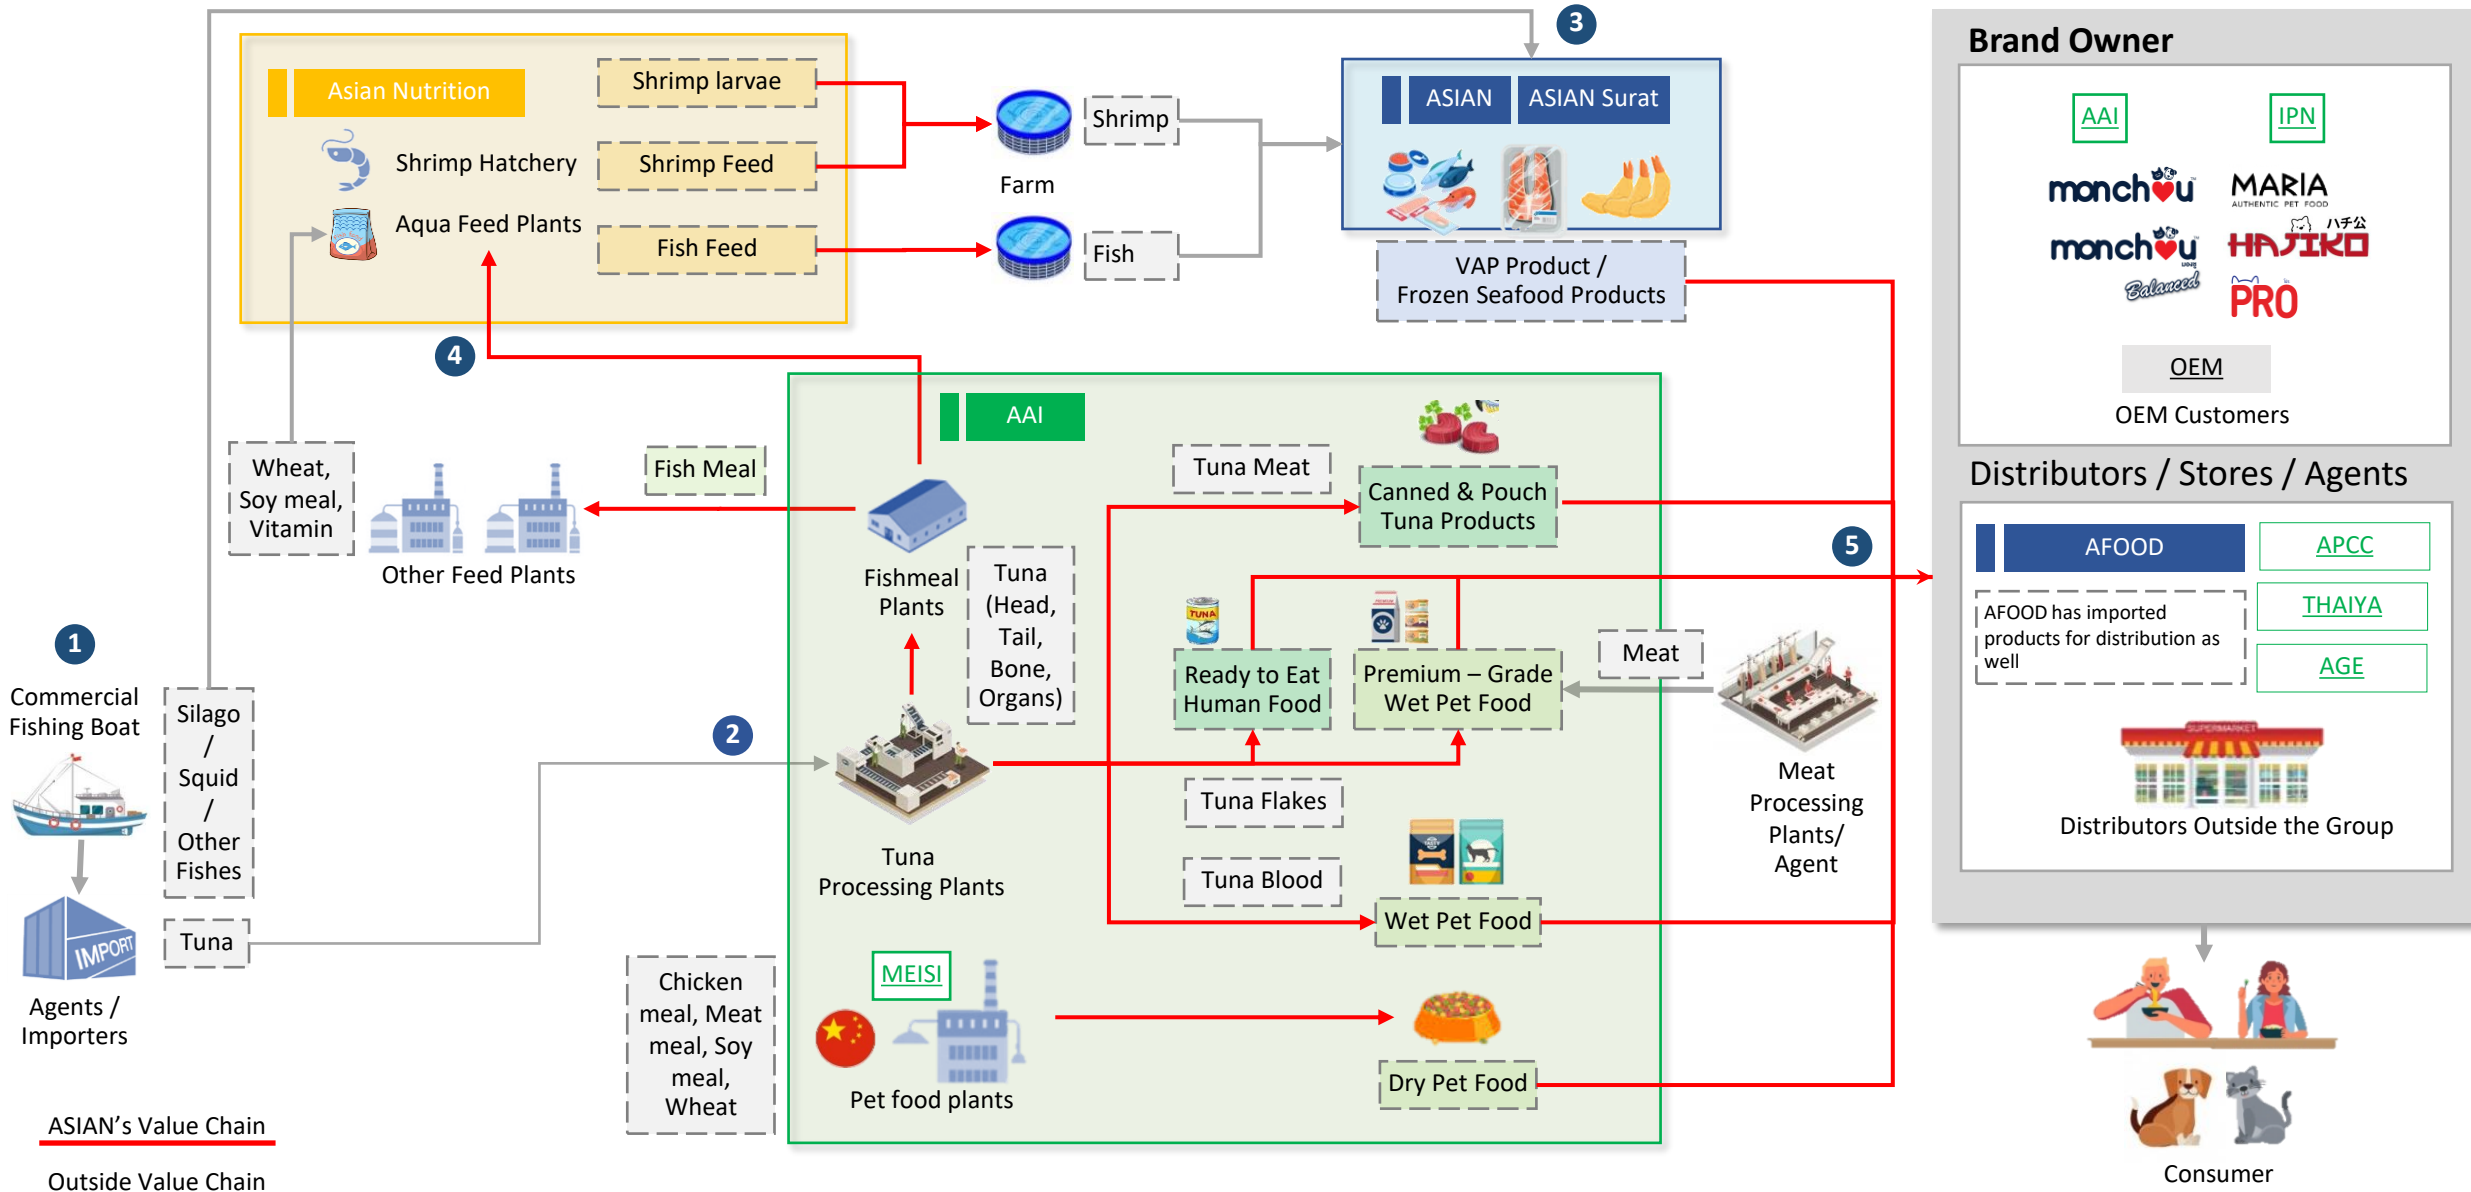 3
Asian Nutrition
Shrimp Hatchery
Aqua Feed Plants
Shrimp larvae
Shrimp Feed
Fish Feed
Farm
Shrimp
Fish
ASIAN
ASIAN Surat
VAP Product /
Frozen Seafood Products
4
Wheat,
Soy meal,
Vitamin
Other Feed Plants
Fish Meal
AAI
Fishmeal
Plants
Tuna
(Head,
Tail,
Bone,
Organs)
Tuna Meat
Canned & Pouch
Tuna Products
TUNA
Ready to Eat
Human Food
Premium – Grade
Wet Pet Food
Meat
Meat
Processing
Plants/
Agent
1
Commercial
Fishing Boat
Silago
/
Squid
/
Other
Fishes
IMPORT
Tuna
Agents /
Importers
2
Tuna
Processing Plants
Tuna Flakes
Tuna Blood
Wet Pet Food
Chicken
meal, Meat
meal, Soy
meal,
Wheat
MEISI
Pet food plants
Dry Pet Food
5
Brand Owner
AAI
IPN
monchou
MARIA
AUTHENTIC PET FOOD
monchou
Balanced
ハチ公
HAJIKO
PRO
OEM
OEM Customers
Distributors / Stores / Agents
AFOOD
AFOOD has imported
products for distribution as
well
APCC
THAIYA
AGE
SUPERMARKET
Distributors Outside the Group
Consumer
ASIAN’s Value Chain
Outside Value Chain